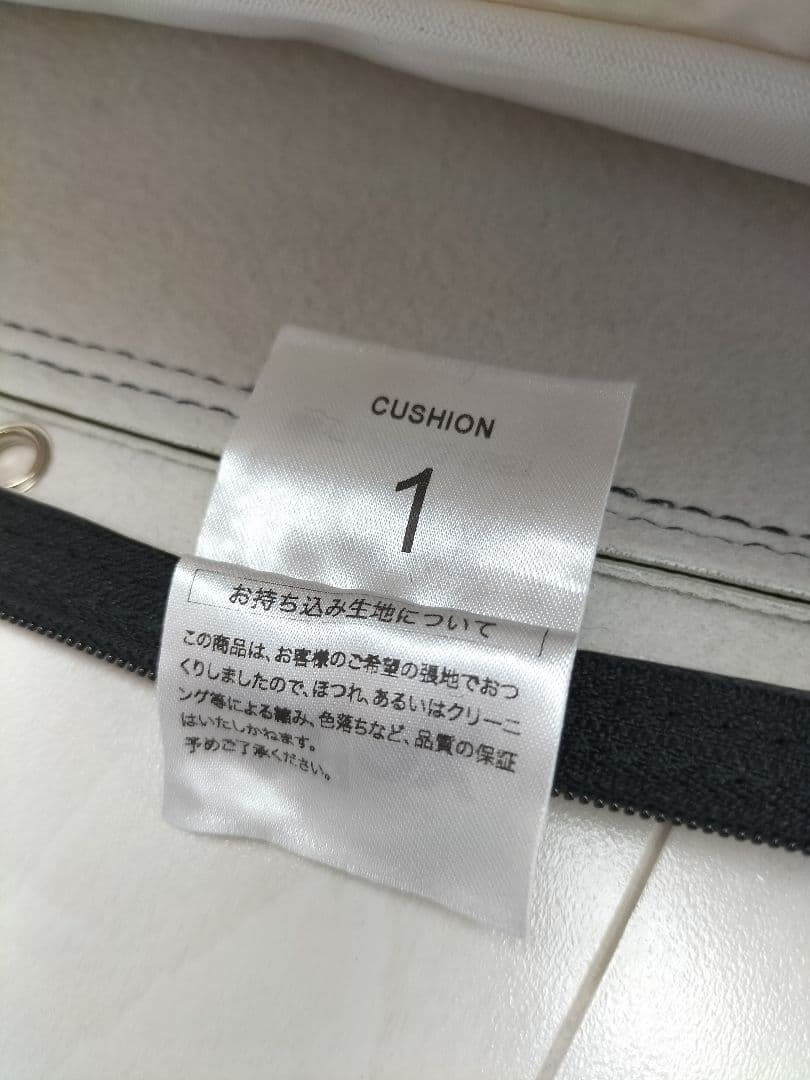 CUSHION
1
お持ち込み生地について
この商品は、お客様のご希望の張地でおつ
くりしましたので、ほつれ、あるいはクリーニ
ング等による縮み、色落ちなど、品質の保証
はいたしかねます。
予めご了承ください。